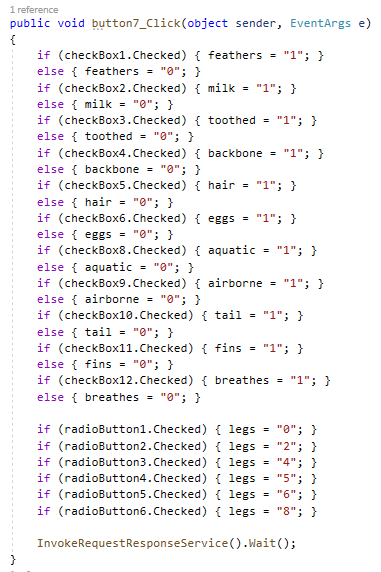 1 reference
public void button7_Click(object sender, EventArgs e)
{
if (checkBox1.Checked) { feathers = "1"; }
else { feathers = "0"; }
if (checkBox2.Checked) { milk = "1"; }
else { milk = "0"; }
if (checkBox3.Checked) { toothed = "1"; }
else { toothed = "0"; }
if (checkBox4.Checked) { backbone = "1"; }
else { backbone = "0"; }
if (checkBox5.Checked) { hair = "1"; }
else { hair = "0"; }
if (checkBox6.Checked) { eggs = "1"; }
else { eggs = "0"; }
if (checkBox8.Checked) { aquatic = "1"; }
else { aquatic = "0"; }
if (checkBox9.Checked) { airborne = "1"; }
else { airborne = "0"; }
if (checkBox10.Checked) { tail = "1"; }
else { tail = "0"; }
if (checkBox11.Checked) { fins = "1"; }
else { fins = "0"; }
if (checkBox12.Checked) { breathes = "1"; }
else { breathes = "0"; }
if (radioButton1.Checked) { legs = "0"; }
if (radioButton2.Checked) { legs = "2"; }
if (radioButton3.Checked) { legs = "4"; }
if (radioButton4.Checked) { legs = "5"; }
if (radioButton5.Checked) { legs = "6"; }
if (radioButton6.Checked) { legs = "8"; }
InvokeRequestResponseService().Wait();
}